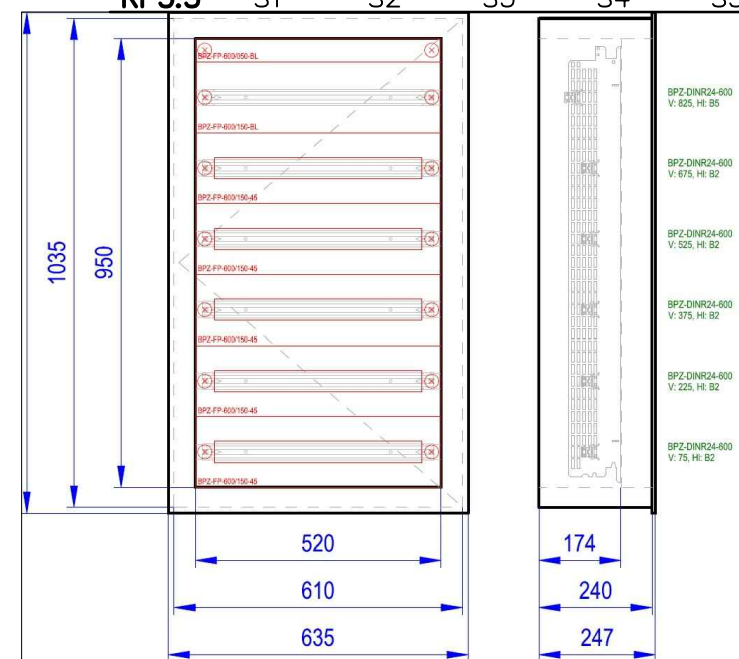 S1 S2 S3 S4
BPZ-FP-600/050-BL
BPZ-FP-600/150-BL
BPZ-FP-600/150-45
BPZ-FP-600/150-45
BPZ-FP-600/150-45
BPZ-FP-600/150-45
BPZ-FP-600/150-45
1035
950
520
610
635
BPZ-DINR24-600
V: 825, HI: B5
BPZ-DINR24-600
V: 675, HI: B2
BPZ-DINR24-600
V: 525, HI: B2
BPZ-DINR24-600
V: 375, HI: B2
BPZ-DINR24-600
V: 225, HI: B2
BPZ-DINR24-600
V: 75, HI: B2
174
240
247